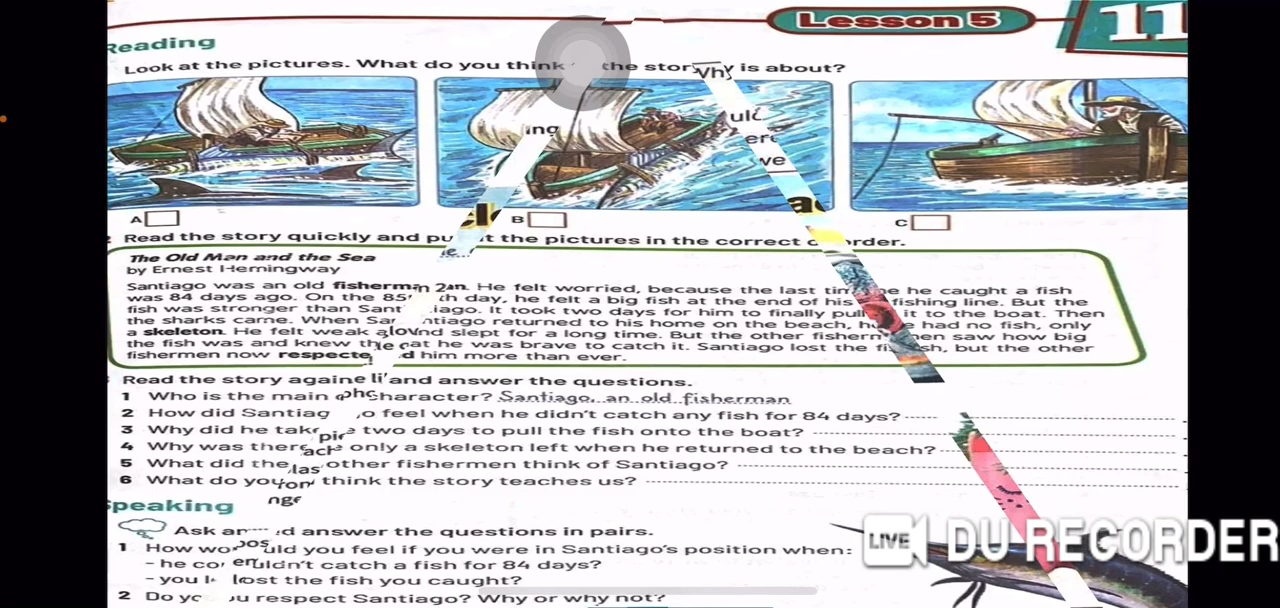 Lesson 5
11
Reading
Look at the pictures. What do you think the story is about?
Why
ing
A
B
C
Read the story quickly and put the pictures in the correct order.
The Old Man and the Sea
by Ernest Hemingway
Santiago was an old fisherman. He felt worried, because the last time he caught a fish
was 84 days ago. On the 85th day, he felt a big fish at the end of his fishing line. But the
fish was stronger than Santiago. It took two days for him to finally pull it to the boat. Then
the sharks came. When Santiago returned to his home on the beach, he had no fish, only
a skeleton. He felt weak and slept for a long time. But the other fishermen saw how big
the fish was and knew that he was brave to catch it. Santiago lost the fish, but the other
fishermen now respected him more than ever.
Read the story again and answer the questions.
1 Who is the main character? Santiago, an old fisherman
2 How did Santiago feel when he didn't catch any fish for 84 days?
3 Why did he take two days to pull the fish onto the boat?
4 Why was there only a skeleton left when he returned to the beach?
5 What did the other fishermen think of Santiago?
6 What do you think the story teaches us?
Speaking
Ask and answer the questions in pairs.
1 How would you feel if you were in Santiago's position when:
- he couldn't catch a fish for 84 days?
- you lost the fish you caught?
2 Do you respect Santiago? Why or why not?
LIVE DU RECORDER